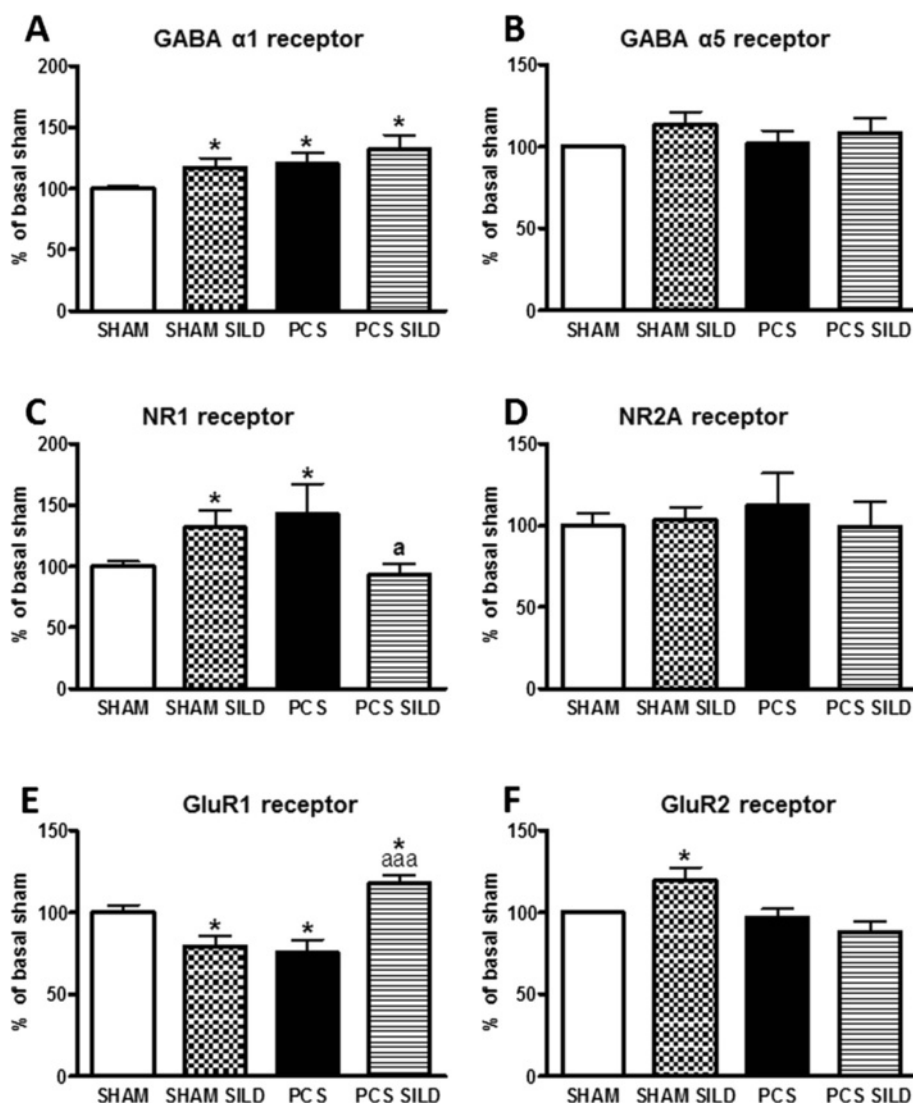 A
GABA α1 receptor
% of basal sham
200
150
100
50
0
*
*
*
SHAM
SHAM SILD
PCS
PCS SILD
B
GABA α5 receptor
% of basal sham
150
100
50
0
SHAM
SHAM SILD
PCS
PCS SILD
C
NR1 receptor
% of basal sham
200
150
100
50
0
*
*
a
SHAM
SHAM SILD
PCS
PCS SILD
D
NR2A receptor
% of basal sham
150
100
50
0
SHAM
SHAM SILD
PCS
PCS SILD
E
GluR1 receptor
% of basal sham
150
100
50
0
*
*
*
aaa
SHAM
SHAM SILD
PCS
PCS SILD
F
GluR2 receptor
% of basal sham
150
100
50
0
*
SHAM
SHAM SILD
PCS
PCS SILD